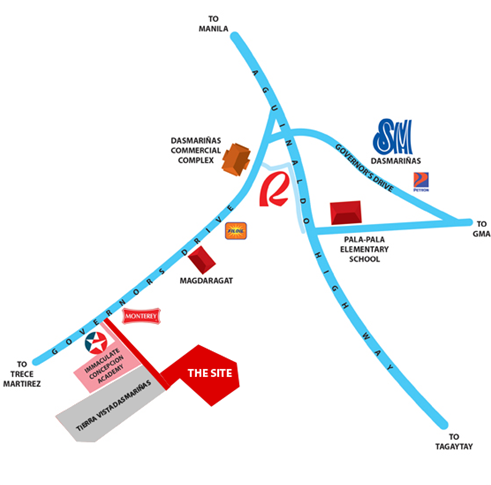 TO
MANILA
AGUINALDO HIGHWAY
DASMARIÑAS
COMMERCIAL
COMPLEX
SM
DASMARIÑAS
GOVERNOR'S DRIVE
PETRON
R
TO
GMA
PALA-PALA
ELEMENTARY
SCHOOL
GOVERNORS DRIVE
MAGDARAGAT
MONTEREY
IMMACULATE
CONCEPCION
ACADEMY
THE SITE
TO
TRECE
MARTIREZ
TIERRA VISTA DASMARIÑAS
TO
TAGAYTAY